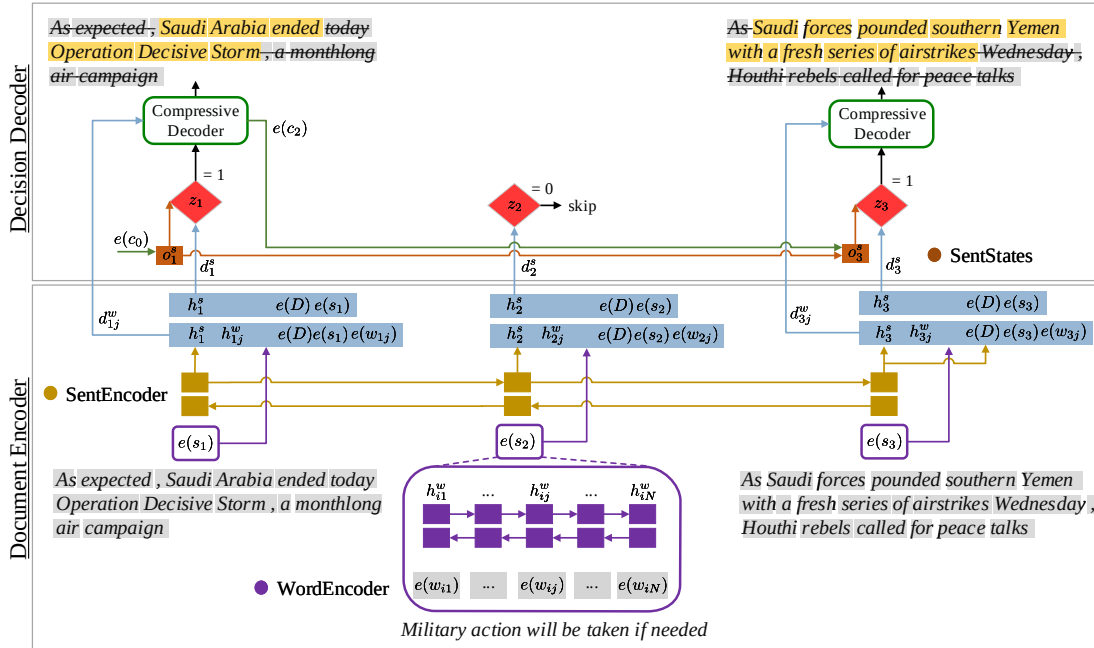 As expected , Saudi Arabia ended today
Operation Decisive Storm , a monthlong
air campaign
As Saudi forces pounded southern Yemen
with a fresh series of airstrikes Wednesday ,
Houthi rebels called for peace talks
Decision Decoder
Compressive
Decoder
e(c₂)
Compressive
Decoder
= 1
z₁
= 0
z₂
skip
= 1
z₃
e(c₀)
o₁ˢ
d₁ˢ
d₂ˢ
o₃ˢ
d₃ˢ
SentStates
Document Encoder
h₁ˢ e(D) e(s₁)
h₂ˢ e(D) e(s₂)
h₃ˢ e(D) e(s₃)
d₁ⱼʷ
d₃ⱼʷ
h₁ˢ h₁ⱼʷ e(D)e(s₁) e(w₁ⱼ)
h₂ˢ h₂ⱼʷ e(D)e(s₂) e(w₂ⱼ)
h₃ˢ h₃ⱼʷ e(D) e(s₃) e(w₃ⱼ)
SentEncoder
e(s₁)
e(s₂)
e(s₃)
As expected , Saudi Arabia ended today
Operation Decisive Storm , a monthlong
air campaign
hᵢ₁ʷ ... hᵢⱼʷ ... hᵢNʷ
e(wᵢ₁) ... e(wᵢⱼ) ... e(wᵢN)
WordEncoder
Military action will be taken if needed
As Saudi forces pounded southern Yemen
with a fresh series of airstrikes Wednesday ,
Houthi rebels called for peace talks